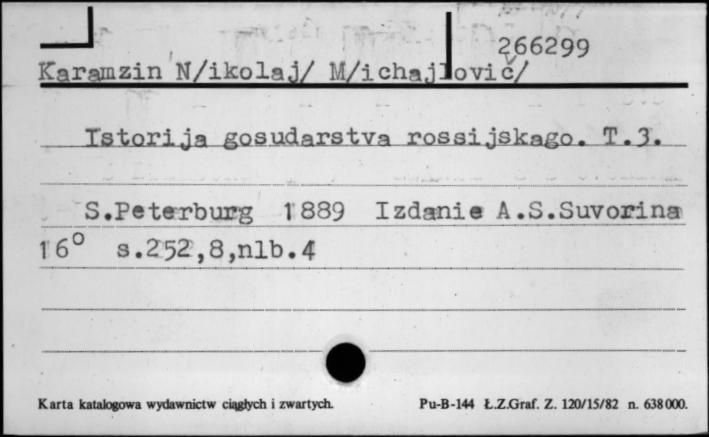 266299
Karamzin N/ikolaj/ M/ichajlovič/
Istorija gosudarstva rossijskago. T.3.
S.Peterburg 1889 Izdanie A.S.Suvorina
16° s.252,8,nlb.4
Karta katalogowa wydawnictw ciągłych i zwartych. Pu-B-144 Ł.Z.Graf. Z. 120/15/82 n. 638000.